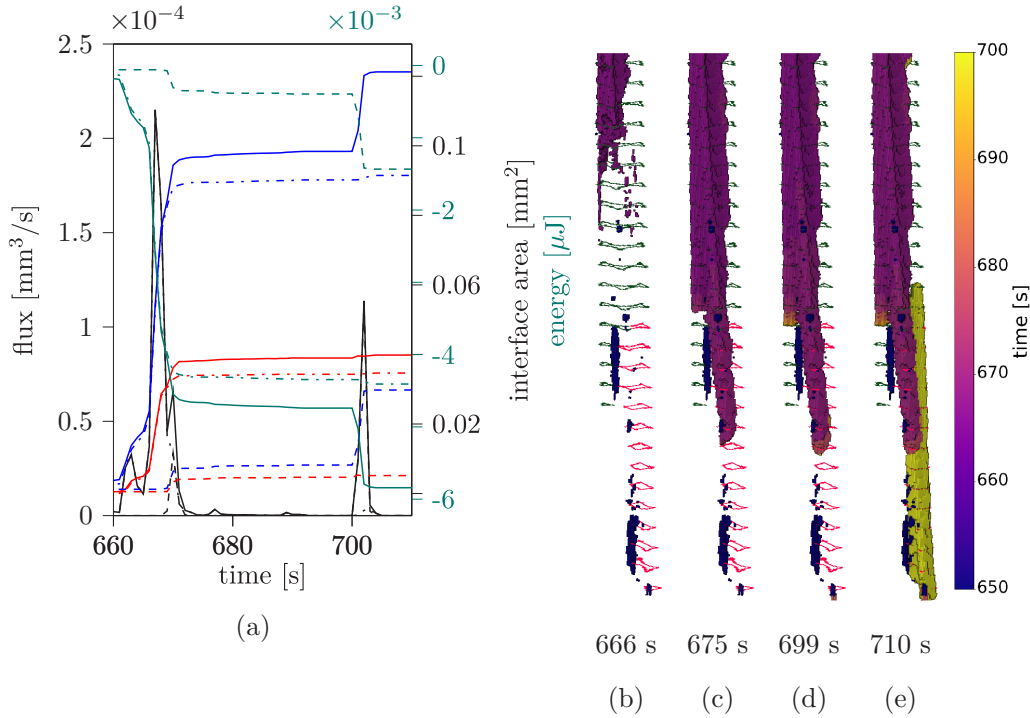 ×10−4
×10−3
2.5
2
1.5
1
0.5
0
flux [mm3/s]
660
680
700
time [s]
0
0.1
-2
0.06
-4
0.02
-6
interface area [mm2]
energy [μJ]
(a)
666 s
675 s
699 s
710 s
(b)
(c)
(d)
(e)
700
690
680
670
660
650
time [s]